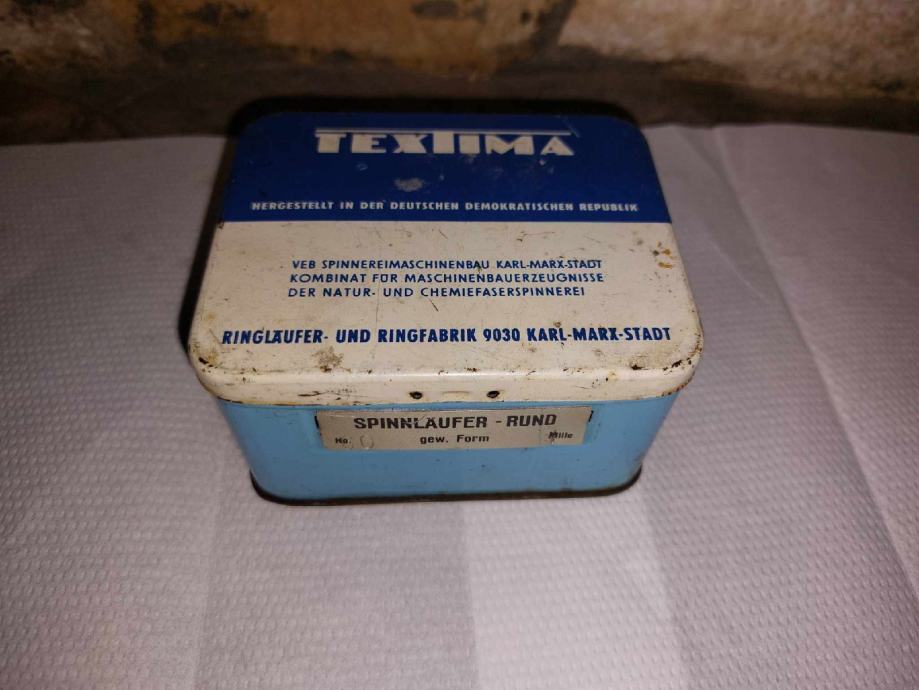 TEXTIMA
HERGESTELLT IN DER DEUTSCHEN DEMOKRATISCHEN REPUBLIK
VEB SPINNEREIMASCHINENBAU KARL-MARX-STADT
KOMBINAT FÜR MASCHINENBAUERZEUGNISSE
DER NATUR- UND CHEMIEFASERSPINNEREI
RINGLÄUFER- UND RINGFABRIK 9030 KARL-MARX-STADT
SPINNLÄUFER - RUND
No. 0 gew. Form Mille